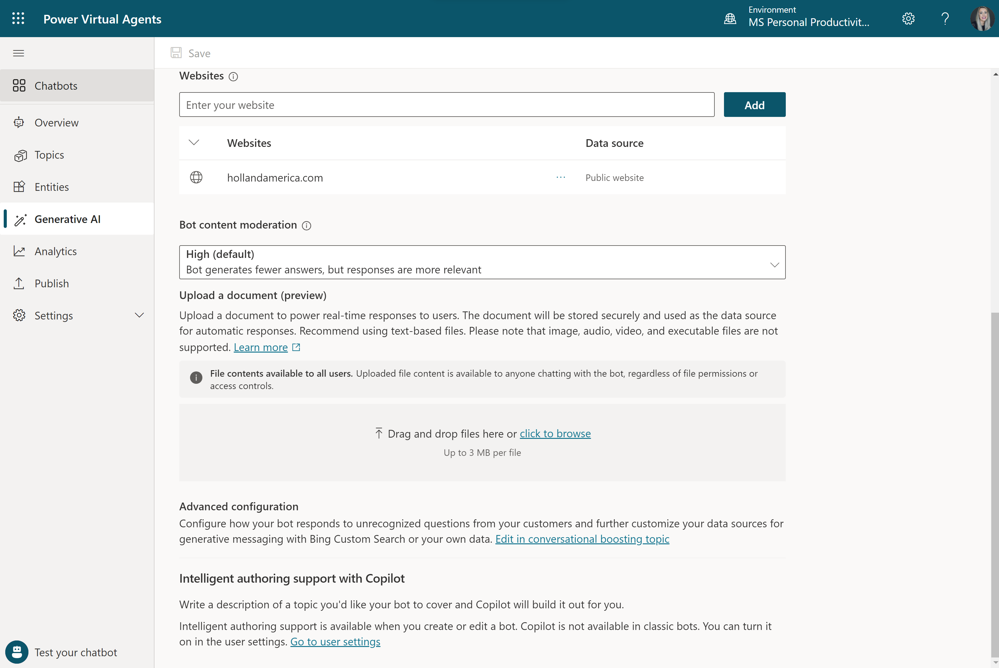 Power Virtual Agents
Environment
MS Personal Productivit...
Save
Chatbots
Overview
Topics
Entities
Generative AI
Analytics
Publish
Settings
Test your chatbot
Websites
Enter your website
Add
Websites Data source
hollandamerica.com ... Public website
Bot content moderation
High (default)
Bot generates fewer answers, but responses are more relevant
Upload a document (preview)
Upload a document to power real-time responses to users. The document will be stored securely and used as the data source
for automatic responses. Recommend using text-based files. Please note that image, audio, video, and executable files are not
supported. Learn more
File contents available to all users. Uploaded file content is available to anyone chatting with the bot, regardless of file permissions or
access controls.
Drag and drop files here or click to browse
Up to 3 MB per file
Advanced configuration
Configure how your bot responds to unrecognized questions from your customers and further customize your data sources for
generative messaging with Bing Custom Search or your own data. Edit in conversational boosting topic
Intelligent authoring support with Copilot
Write a description of a topic you'd like your bot to cover and Copilot will build it out for you.
Intelligent authoring support is available when you create or edit a bot. Copilot is not available in classic bots. You can turn it
on in the user settings. Go to user settings